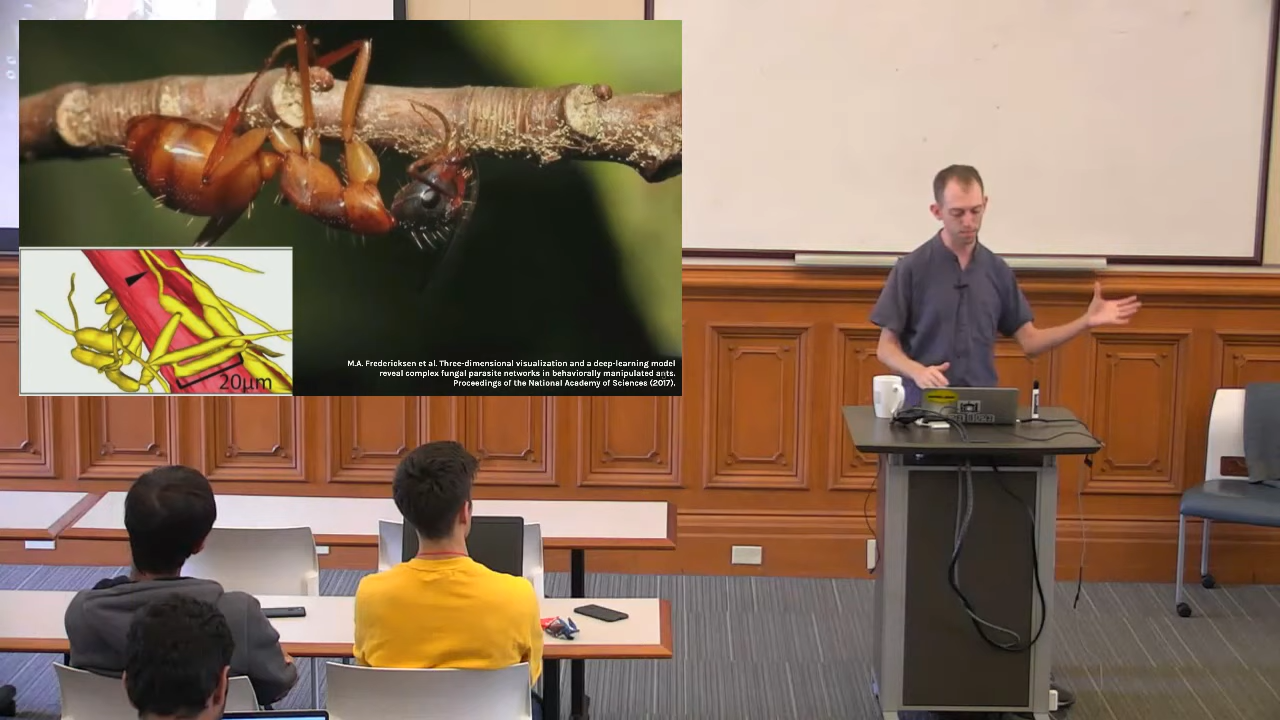 20μm
M.A. Fredericksen et al. Three-dimensional visualization and a deep-learning model
reveal complex fungal parasite networks in behaviorally manipulated ants.
Proceedings of the National Academy of Sciences (2017).